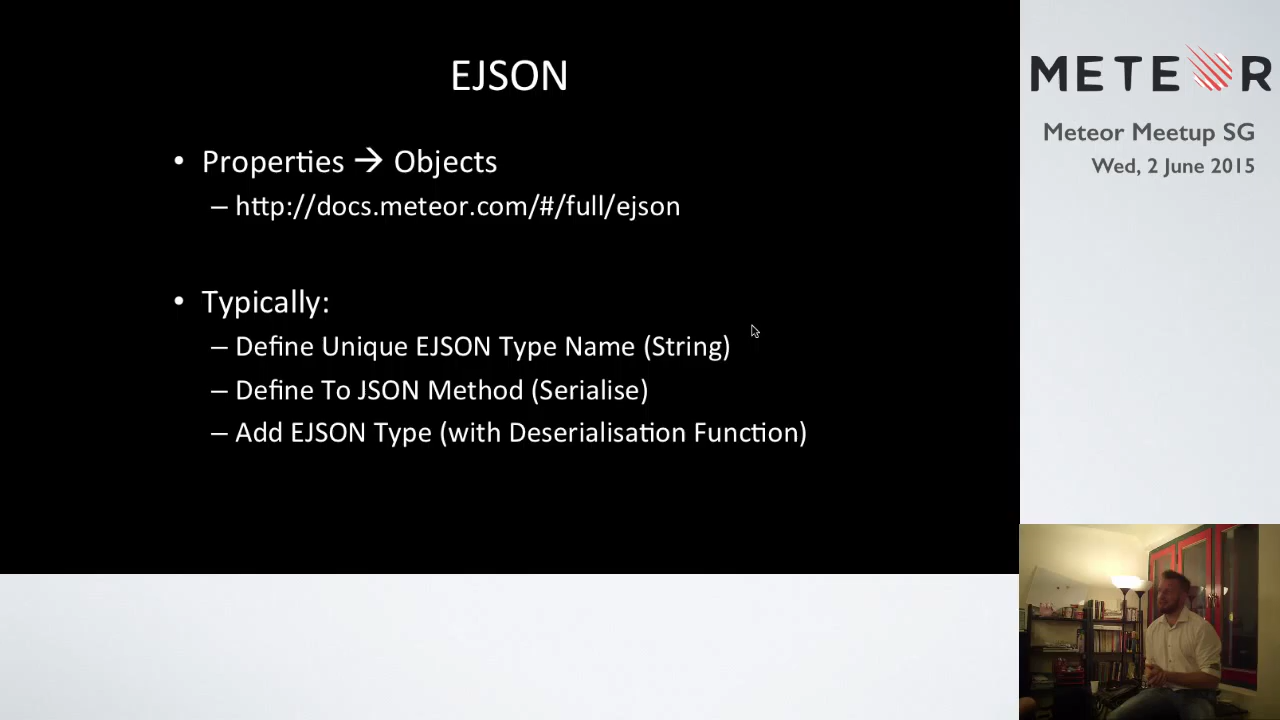 EJSON
• Properties → Objects
– http://docs.meteor.com/#/full/ejson
• Typically:
– Define Unique EJSON Type Name (String)
– Define To JSON Method (Serialise)
– Add EJSON Type (with Deserialisation Function)
METEOR
Meteor Meetup SG
Wed, 2 June 2015